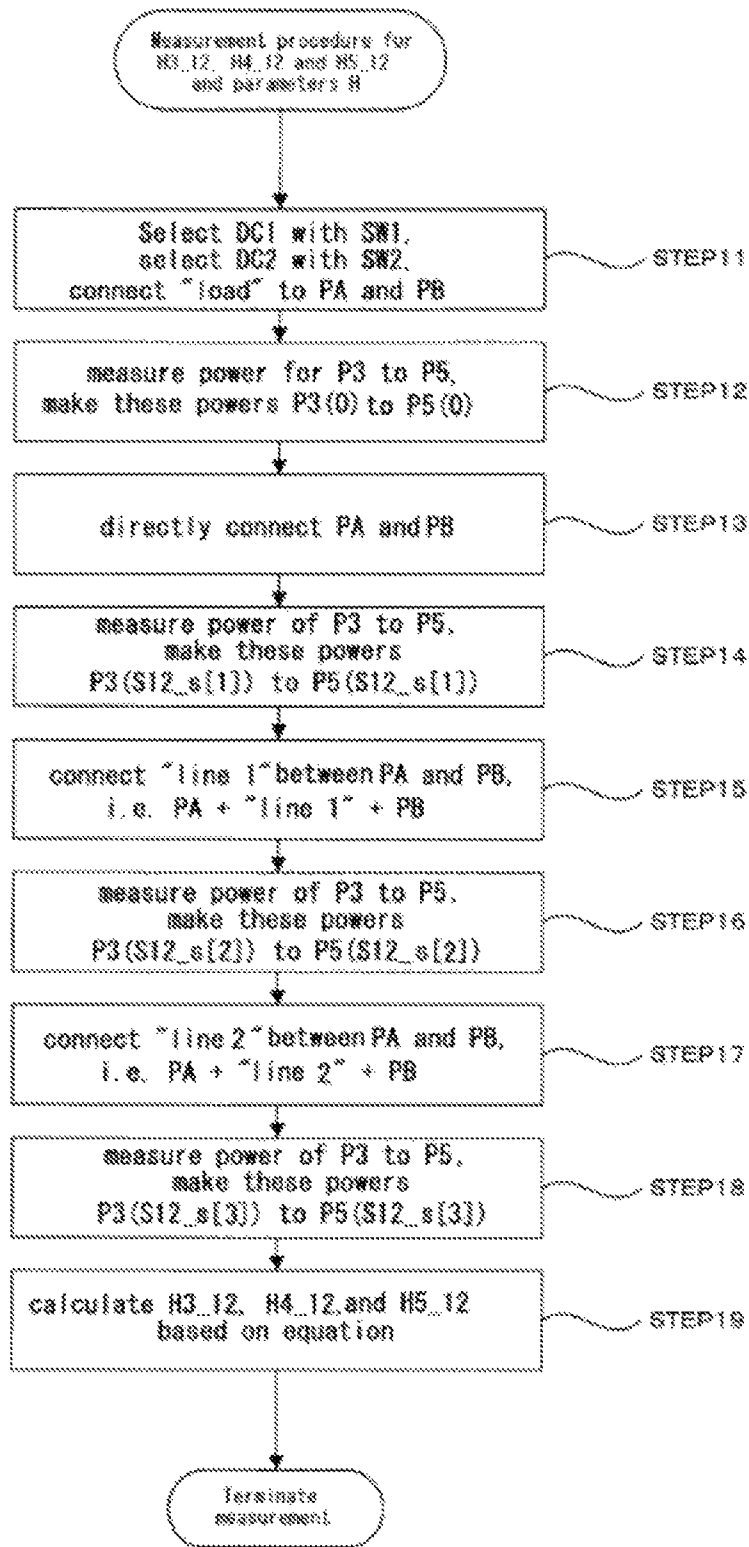 Measurement procedure for
H3_12, H4_12 and H5_12
and parameters H
Select DC1 with SW1,
select DC2 with SW2,
connect "load" to PA and PB
STEP11
measure power for P3 to P5,
make these powers P3(0) to P5(0)
STEP12
directly connect PA and PB
STEP13
measure power of P3 to P5,
make these powers
P3(S12_s[1]) to P5(S12_s[1])
STEP14
connect "line 1" between PA and PB,
i.e. PA + "line 1" + PB
STEP15
measure power of P3 to P5,
make these powers
P3(S12_s[2]) to P5(S12_s[2])
STEP16
connect "line 2" between PA and PB,
i.e. PA + "line 2" + PB
STEP17
measure power of P3 to P5,
make these powers
P3(S12_s[3]) to P5(S12_s[3])
STEP18
calculate H3_12, H4_12,and H5_12
based on equation
STEP19
Terminate
measurement